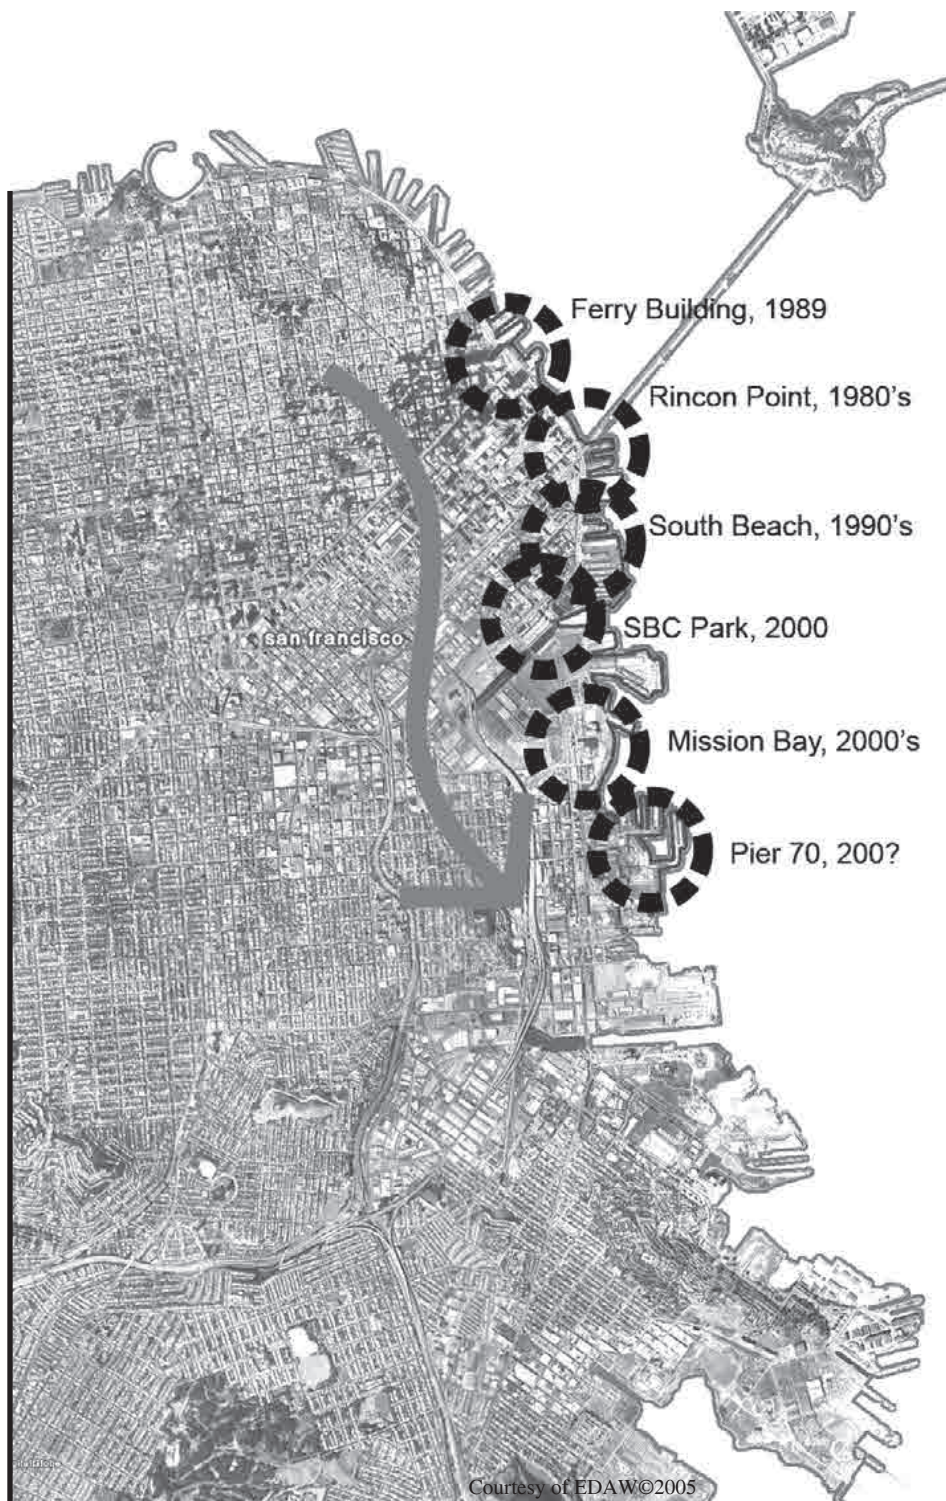 Ferry Building, 1989
Rincon Point, 1980's
South Beach, 1990's
SBC Park, 2000
san francisco
Mission Bay, 2000's
Pier 70, 200?
Courtesy of EDAW©2005